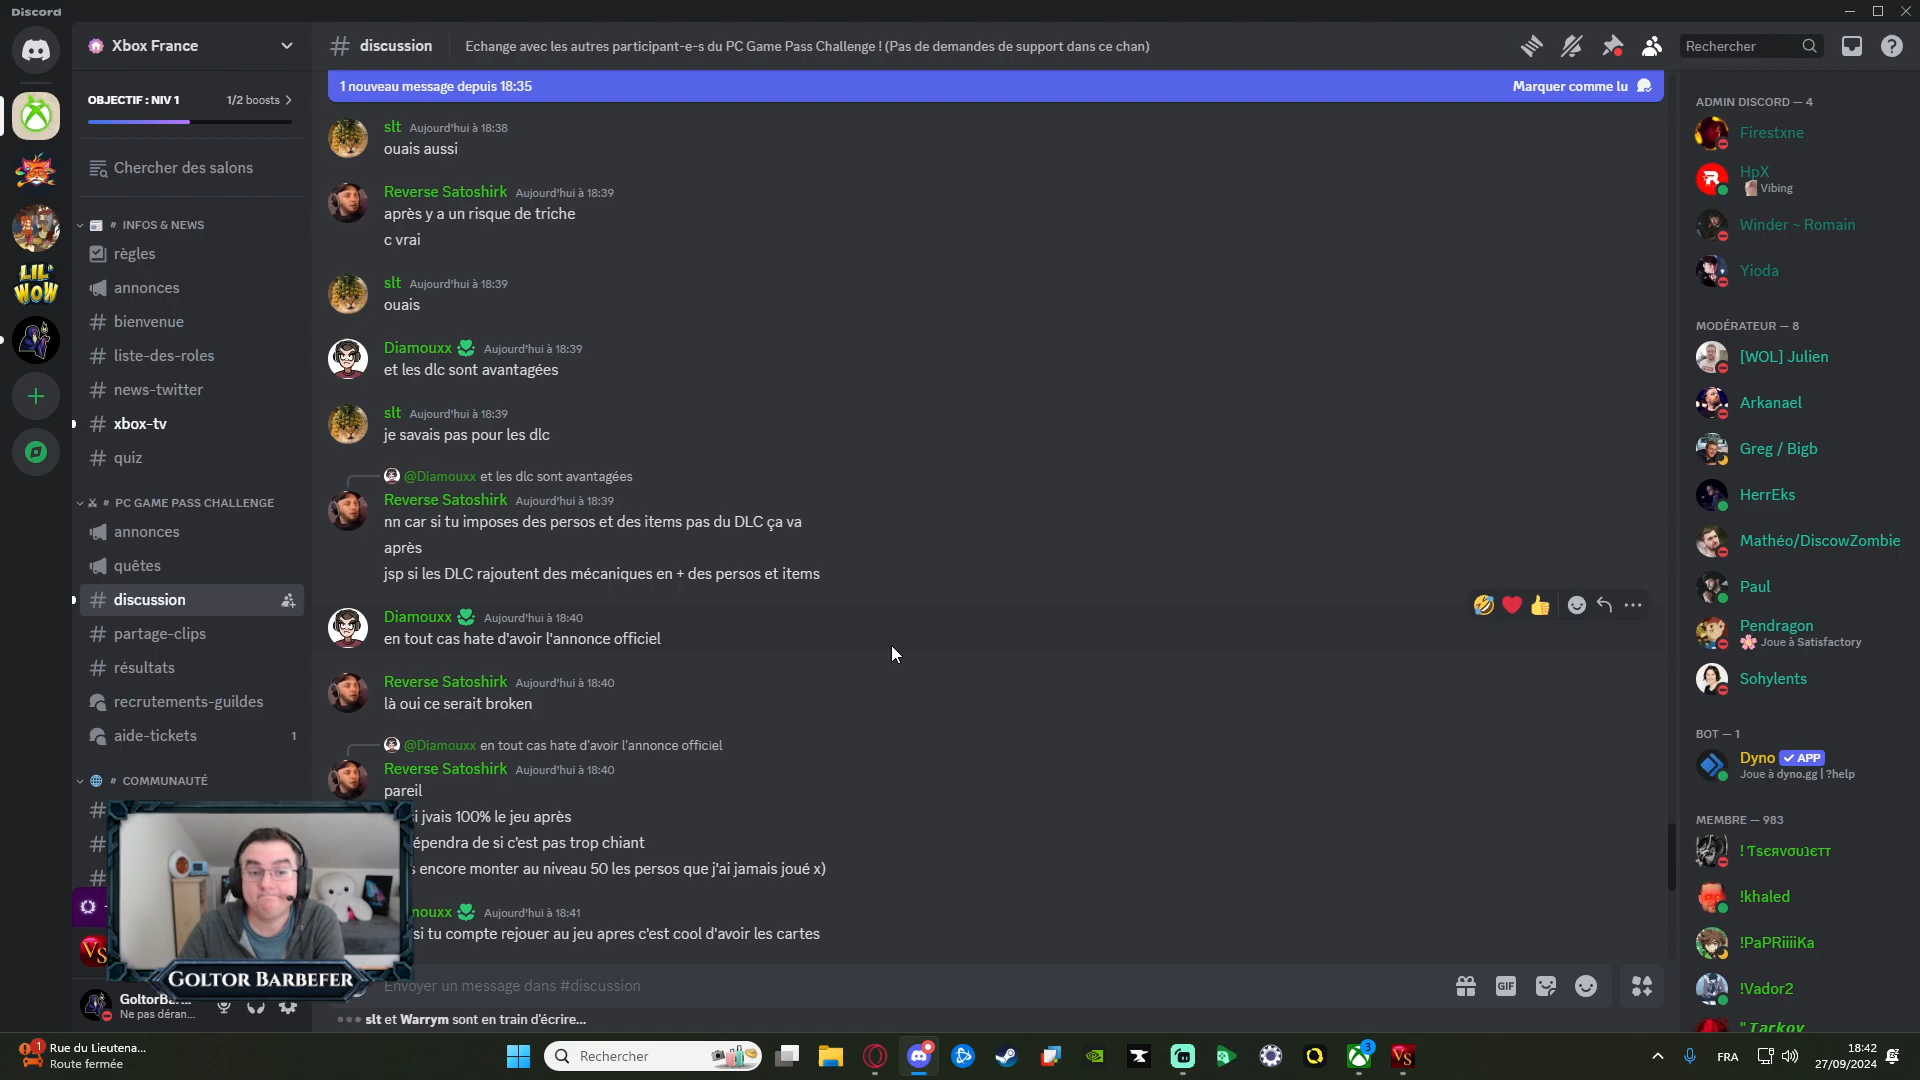 Discord
Xbox France
OBJECTIF : NIV 1
1/2 boosts
Chercher des salons
INFOS & NEWS
règles
annonces
bienvenue
liste-des-roles
news-twitter
xbox-tv
quiz
PC GAME PASS CHALLENGE
annonces
quêtes
discussion
partage-clips
résultats
recrutements-guildes
aide-tickets
1
COMMUNAUTÉ
LIL' WOW
VS
GOLTOR BARBEFER
GoltorBa...
Ne pas déran...
discussion
Echange avec les autres participant-e-s du PC Game Pass Challenge ! (Pas de demandes de support dans ce chan)
Rechercher
1 nouveau message depuis 18:35
Marquer comme lu
slt Aujourd'hui à 18:38
ouais aussi
Reverse Satoshirk Aujourd'hui à 18:39
après y a un risque de triche
c vrai
slt Aujourd'hui à 18:39
ouais
Diamouxx Aujourd'hui à 18:39
et les dlc sont avantagées
slt Aujourd'hui à 18:39
je savais pas pour les dlc
@Diamouxx et les dlc sont avantagées
Reverse Satoshirk Aujourd'hui à 18:39
nn car si tu imposes des persos et des items pas du DLC ça va
après
jsp si les DLC rajoutent des mécaniques en + des persos et items
Diamouxx Aujourd'hui à 18:40
en tout cas hate d'avoir l'annonce officiel
Reverse Satoshirk Aujourd'hui à 18:40
là oui ce serait broken
@Diamouxx en tout cas hate d'avoir l'annonce officiel
Reverse Satoshirk Aujourd'hui à 18:40
pareil
i jvais 100% le jeu après
épendra de si c'est pas trop chiant
encore monter au niveau 50 les persos que j'ai jamais joué x)
nouxx Aujourd'hui à 18:41
si tu compte rejouer au jeu apres c'est cool d'avoir les cartes
Envoyer un message dans #discussion
GIF
slt et Warrym sont en train d'écrire...
ADMIN DISCORD — 4
Firestxne
HpX
Vibing
Winder ~ Romain
Yioda
MODÉRATEUR — 8
[WOL] Julien
Arkanael
Greg / Bigb
HerrEks
Mathéo/DiscowZombie
Paul
Pendragon
Joue à Satisfactory
Sohylents
BOT — 1
Dyno APP
Joue à dyno.gg | ?help
MEMBRE — 983
!khaled
!PaPRiiiiKa
!Vador2
"Tarkov
1
Rue du Lieutena...
Route fermée
Rechercher
3
VS
FRA
18:42
27/09/2024